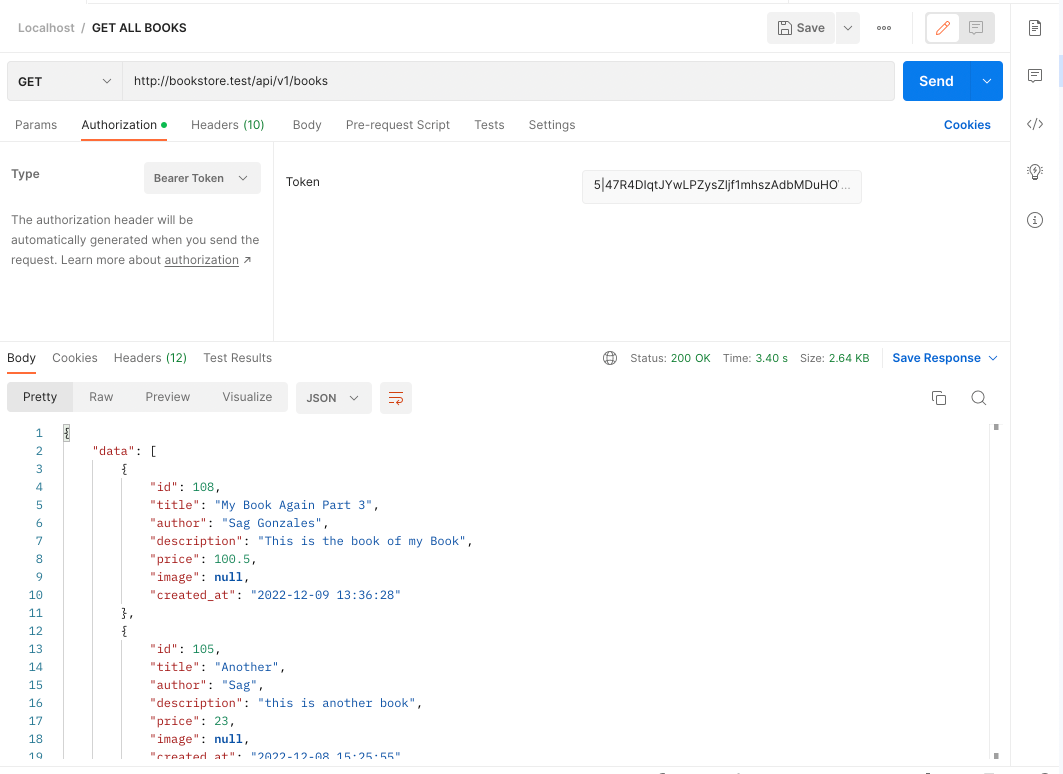 Localhost / GET ALL BOOKS
Save
GET
http://bookstore.test/api/v1/books
Send
Params Authorization Headers (10) Body Pre-request Script Tests Settings Cookies
Type
Bearer Token
Token
The authorization header will be
automatically generated when you send the
request. Learn more about authorization ↗
Body Cookies Headers (12) Test Results
Status: 200 OK Time: 3.40 s Size: 2.64 KB Save Response
Pretty Raw Preview Visualize JSON
1 {
2 "data": [
3 {
4 "id": 108,
5 "title": "My Book Again Part 3",
6 "author": "Sag Gonzales",
7 "description": "This is the book of my Book",
8 "price": 100.5,
9 "image": null,
10 "created_at": "2022-12-09 13:36:28"
11 },
12 {
13 "id": 105,
14 "title": "Another",
15 "author": "Sag",
16 "description": "this is another book",
17 "price": 23,
18 "image": null,
19 "created_at": "2022-12-08 15:25:55"